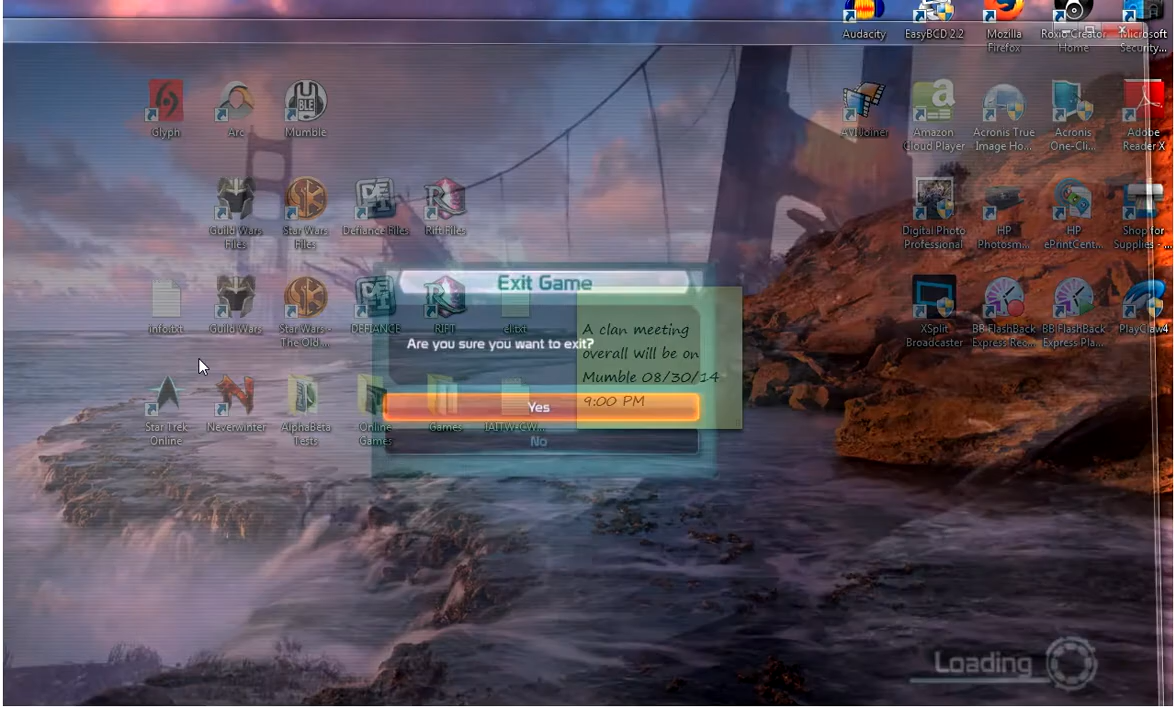 Audacity
EasyBCD 2.2
Mozilla
Firefox
Roxio Creator
Home
Microsoft
Security...
Glyph
Arc
Mumble
AVIJoiner
Amazon
Cloud Player
Acronis True
Image Ho...
Acronis
One-Cli...
Adobe
Reader X
Guild Wars
Files
Star Wars
Files
Defiance Files
Rift Files
Digital Photo
Professional
HP
Photosm...
HP
ePrintCent...
Shop for
Supplies - ...
Exit Game
info.txt
Guild Wars
Star Wars -
The Old ...
DEFIANCE
RIFT
XSplit
Broadcaster
BB FlashBack
Express Rec...
BB FlashBack
Express Pla...
PlayClaw4
Are you sure you want to exit?
A clan meeting
overall will be on
Mumble 08/30/14
9:00 PM
Yes
No
Star Trek
Online
Neverwinter
AlphaBeta
Tests
Online
Games
Games
Loading